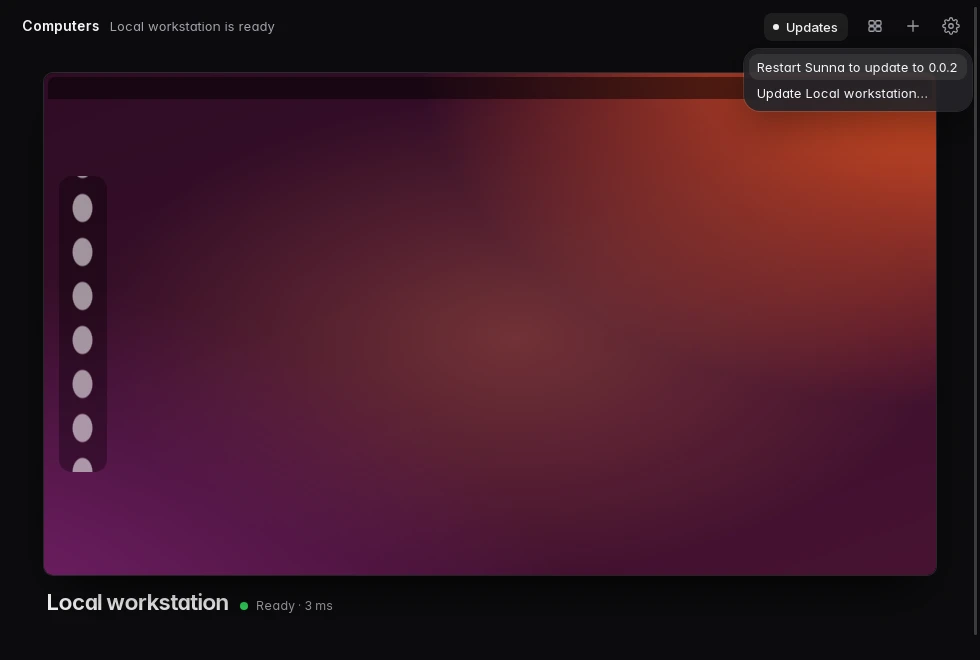 Computers Local workstation is ready
Updates
Restart Sunna to update to 0.0.2
Update Local workstation...
Local workstation
Ready · 3 ms